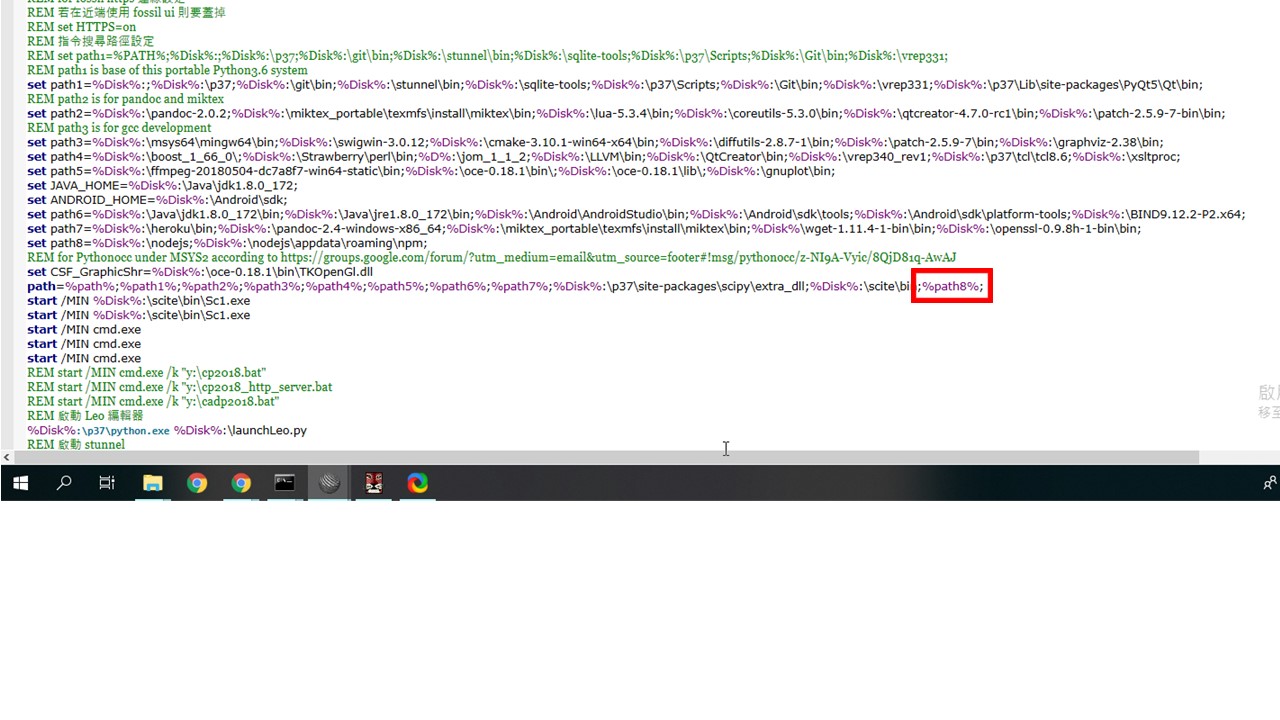 REM for fossil https 連線設定
REM 若在近端使用 fossil ui 則要蓋掉
REM set HTTPS=on
REM 指令搜尋路徑設定
REM set path1=%PATH%;%Disk%:;%Disk%:\p37;%Disk%:\git\bin;%Disk%:\stunnel\bin;%Disk%:\sqlite-tools;%Disk%:\p37\Scripts;%Disk%:\Git\bin;%Disk%:\vrep331;
REM path1 is base of this portable Python3.6 system
set path1=%Disk%:;%Disk%:\p37;%Disk%:\git\bin;%Disk%:\stunnel\bin;%Disk%:\sqlite-tools;%Disk%:\p37\Scripts;%Disk%:\Git\bin;%Disk%:\vrep331;%Disk%:\p37\Lib\site-packages\PyQt5\Qt\bin;
REM path2 is for pandoc and miktex
set path2=%Disk%:\pandoc-2.0.2;%Disk%:\miktex_portable\texmfs\install\miktex\bin;%Disk%:\lua-5.3.4\bin;%Disk%:\coreutils-5.3.0\bin;%Disk%:\qtcreator-4.7.0-rc1\bin;%Disk%:\patch-2.5.9-7-bin\bin;
REM path3 is for gcc development
set path3=%Disk%:\msys64\mingw64\bin;%Disk%:\swigwin-3.0.12;%Disk%:\cmake-3.10.1-win64-x64\bin;%Disk%:\diffutils-2.8.7-1\bin;%Disk%:\patch-2.5.9-7\bin;%Disk%:\graphviz-2.38\bin;
set path4=%Disk%:\boost_1_66_0\;%Disk%:\Strawberry\perl\bin;%D%:\jom_1_1_2;%Disk%:\LLVM\bin;%Disk%:\QtCreator\bin;%Disk%:\vrep340_rev1;%Disk%:\p37\tcl\tcl8.6;%Disk%:\xsltproc;
set path5=%Disk%:\ffmpeg-20180504-dc7a8f7-win64-static\bin;%Disk%:\oce-0.18.1\bin\;%Disk%:\oce-0.18.1\lib\;%Disk%:\gnuplot\bin;
set JAVA_HOME=%Disk%:\Java\jdk1.8.0_172;
set ANDROID_HOME=%Disk%:\Android\sdk;
set path6=%Disk%:\Java\jdk1.8.0_172\bin;%Disk%:\Java\jre1.8.0_172\bin;%Disk%:\Android\AndroidStudio\bin;%Disk%:\Android\sdk\tools;%Disk%:\Android\sdk\platform-tools;%Disk%:\BIND9.12.2-P2.x64;
set path7=%Disk%:\heroku\bin;%Disk%:\pandoc-2.4-windows-x86_64;%Disk%:\miktex_portable\texmfs\install\miktex\bin;%Disk%\wget-1.11.4-1-bin\bin;%Disk%:\openssl-0.9.8h-1-bin\bin;
set path8=%Disk%:\nodejs;%Disk%:\nodejs\appdata\roaming\npm;
REM for Pythonocc under MSYS2 according to https://groups.google.com/forum/?utm_medium=email&utm_source=footer#!msg/pythonocc/z-NI9A-Vyic/8QjD81q-AwAJ
set CSF_GraphicShr=%Disk%:\oce-0.18.1\bin\TKOpenGl.dll
path=%path%;%path1%;%path2%;%path3%;%path4%;%path5%;%path6%;%path7%;%Disk%:\p37\site-packages\scipy\extra_dll;%Disk%:\scite\bin;%path8%;
start /MIN %Disk%:\scite\bin\Sc1.exe
start /MIN %Disk%:\scite\bin\Sc1.exe
start /MIN cmd.exe
start /MIN cmd.exe
start /MIN cmd.exe
REM start /MIN cmd.exe /k "y:\cp2018.bat"
REM start /MIN cmd.exe /k "y:\cp2018_http_server.bat
REM start /MIN cmd.exe /k "y:\cadp2018.bat"
REM 啟動 Leo 編輯器
%Disk%:\p37\python.exe %Disk%:\launchLeo.py
REM 啟動 stunnel